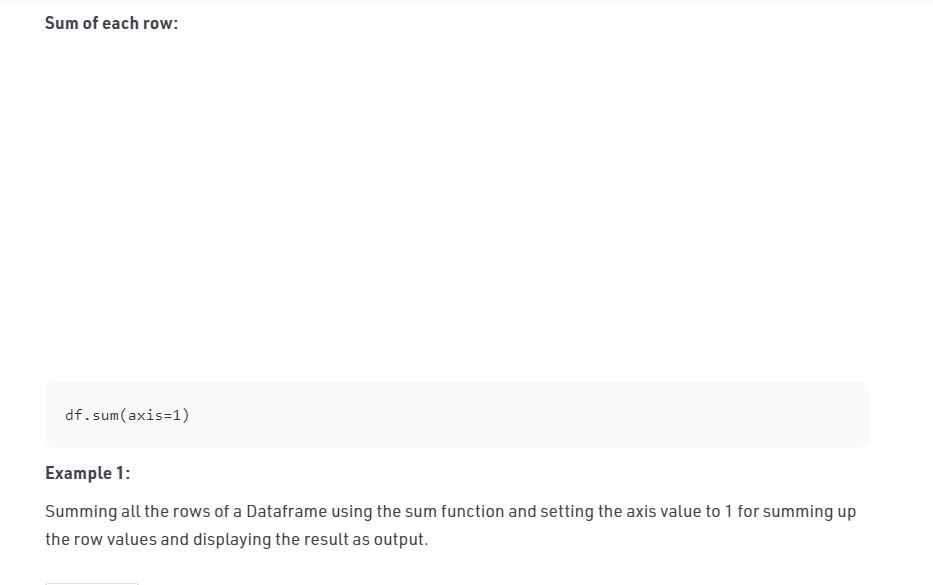 Sum of each row:
df.sum(axis=1)
Example 1:
Summing all the rows of a Dataframe using the sum function and setting the axis value to 1 for summing up
the row values and displaying the result as output.